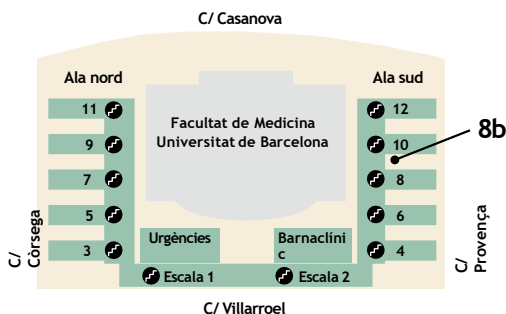 C/ Casanova
Ala nord
Ala sud
11
12
Facultat de Medicina
Universitat de Barcelona
9
10
8b
7
8
5
6
C/
Còrsega
C/
Provença
Urgències
Barnaclíni
c
3
4
Escala 1
Escala 2
C/ Villarroel